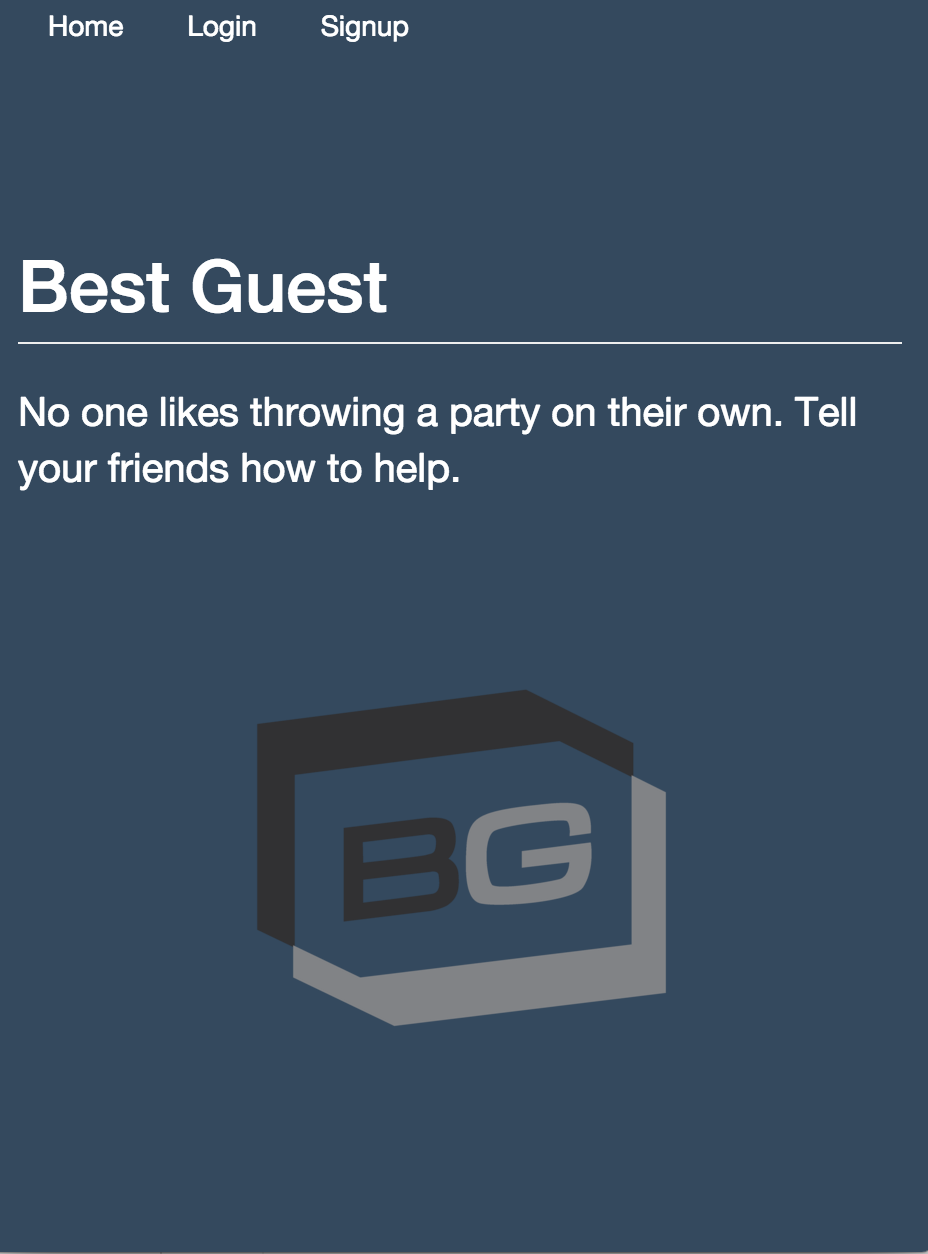 Home Login Signup
Best Guest
No one likes throwing a party on their own. Tell
your friends how to help.
BG